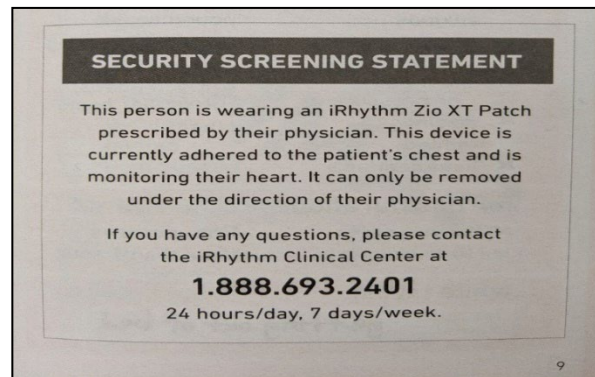 SECURITY SCREENING STATEMENT
This person is wearing an iRhythm Zio XT Patch
prescribed by their physician. This device is
currently adhered to the patient's chest and is
monitoring their heart. It can only be removed
under the direction of their physician.
If you have any questions, please contact
the iRhythm Clinical Center at
1.888.693.2401
24 hours/day, 7 days/week.
9